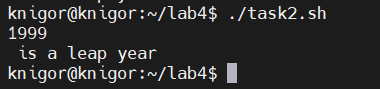 knigor@knigor:~/lab4$ ./task2.sh
1999
 is a leap year
knigor@knigor:~/lab4$